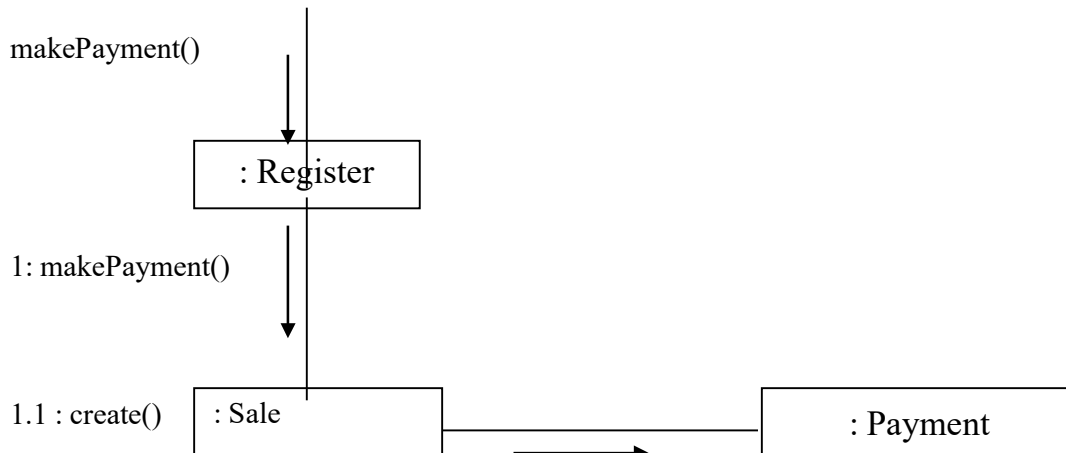 makePayment()
: Register
1: makePayment()
1.1 : create()
: Sale
: Payment